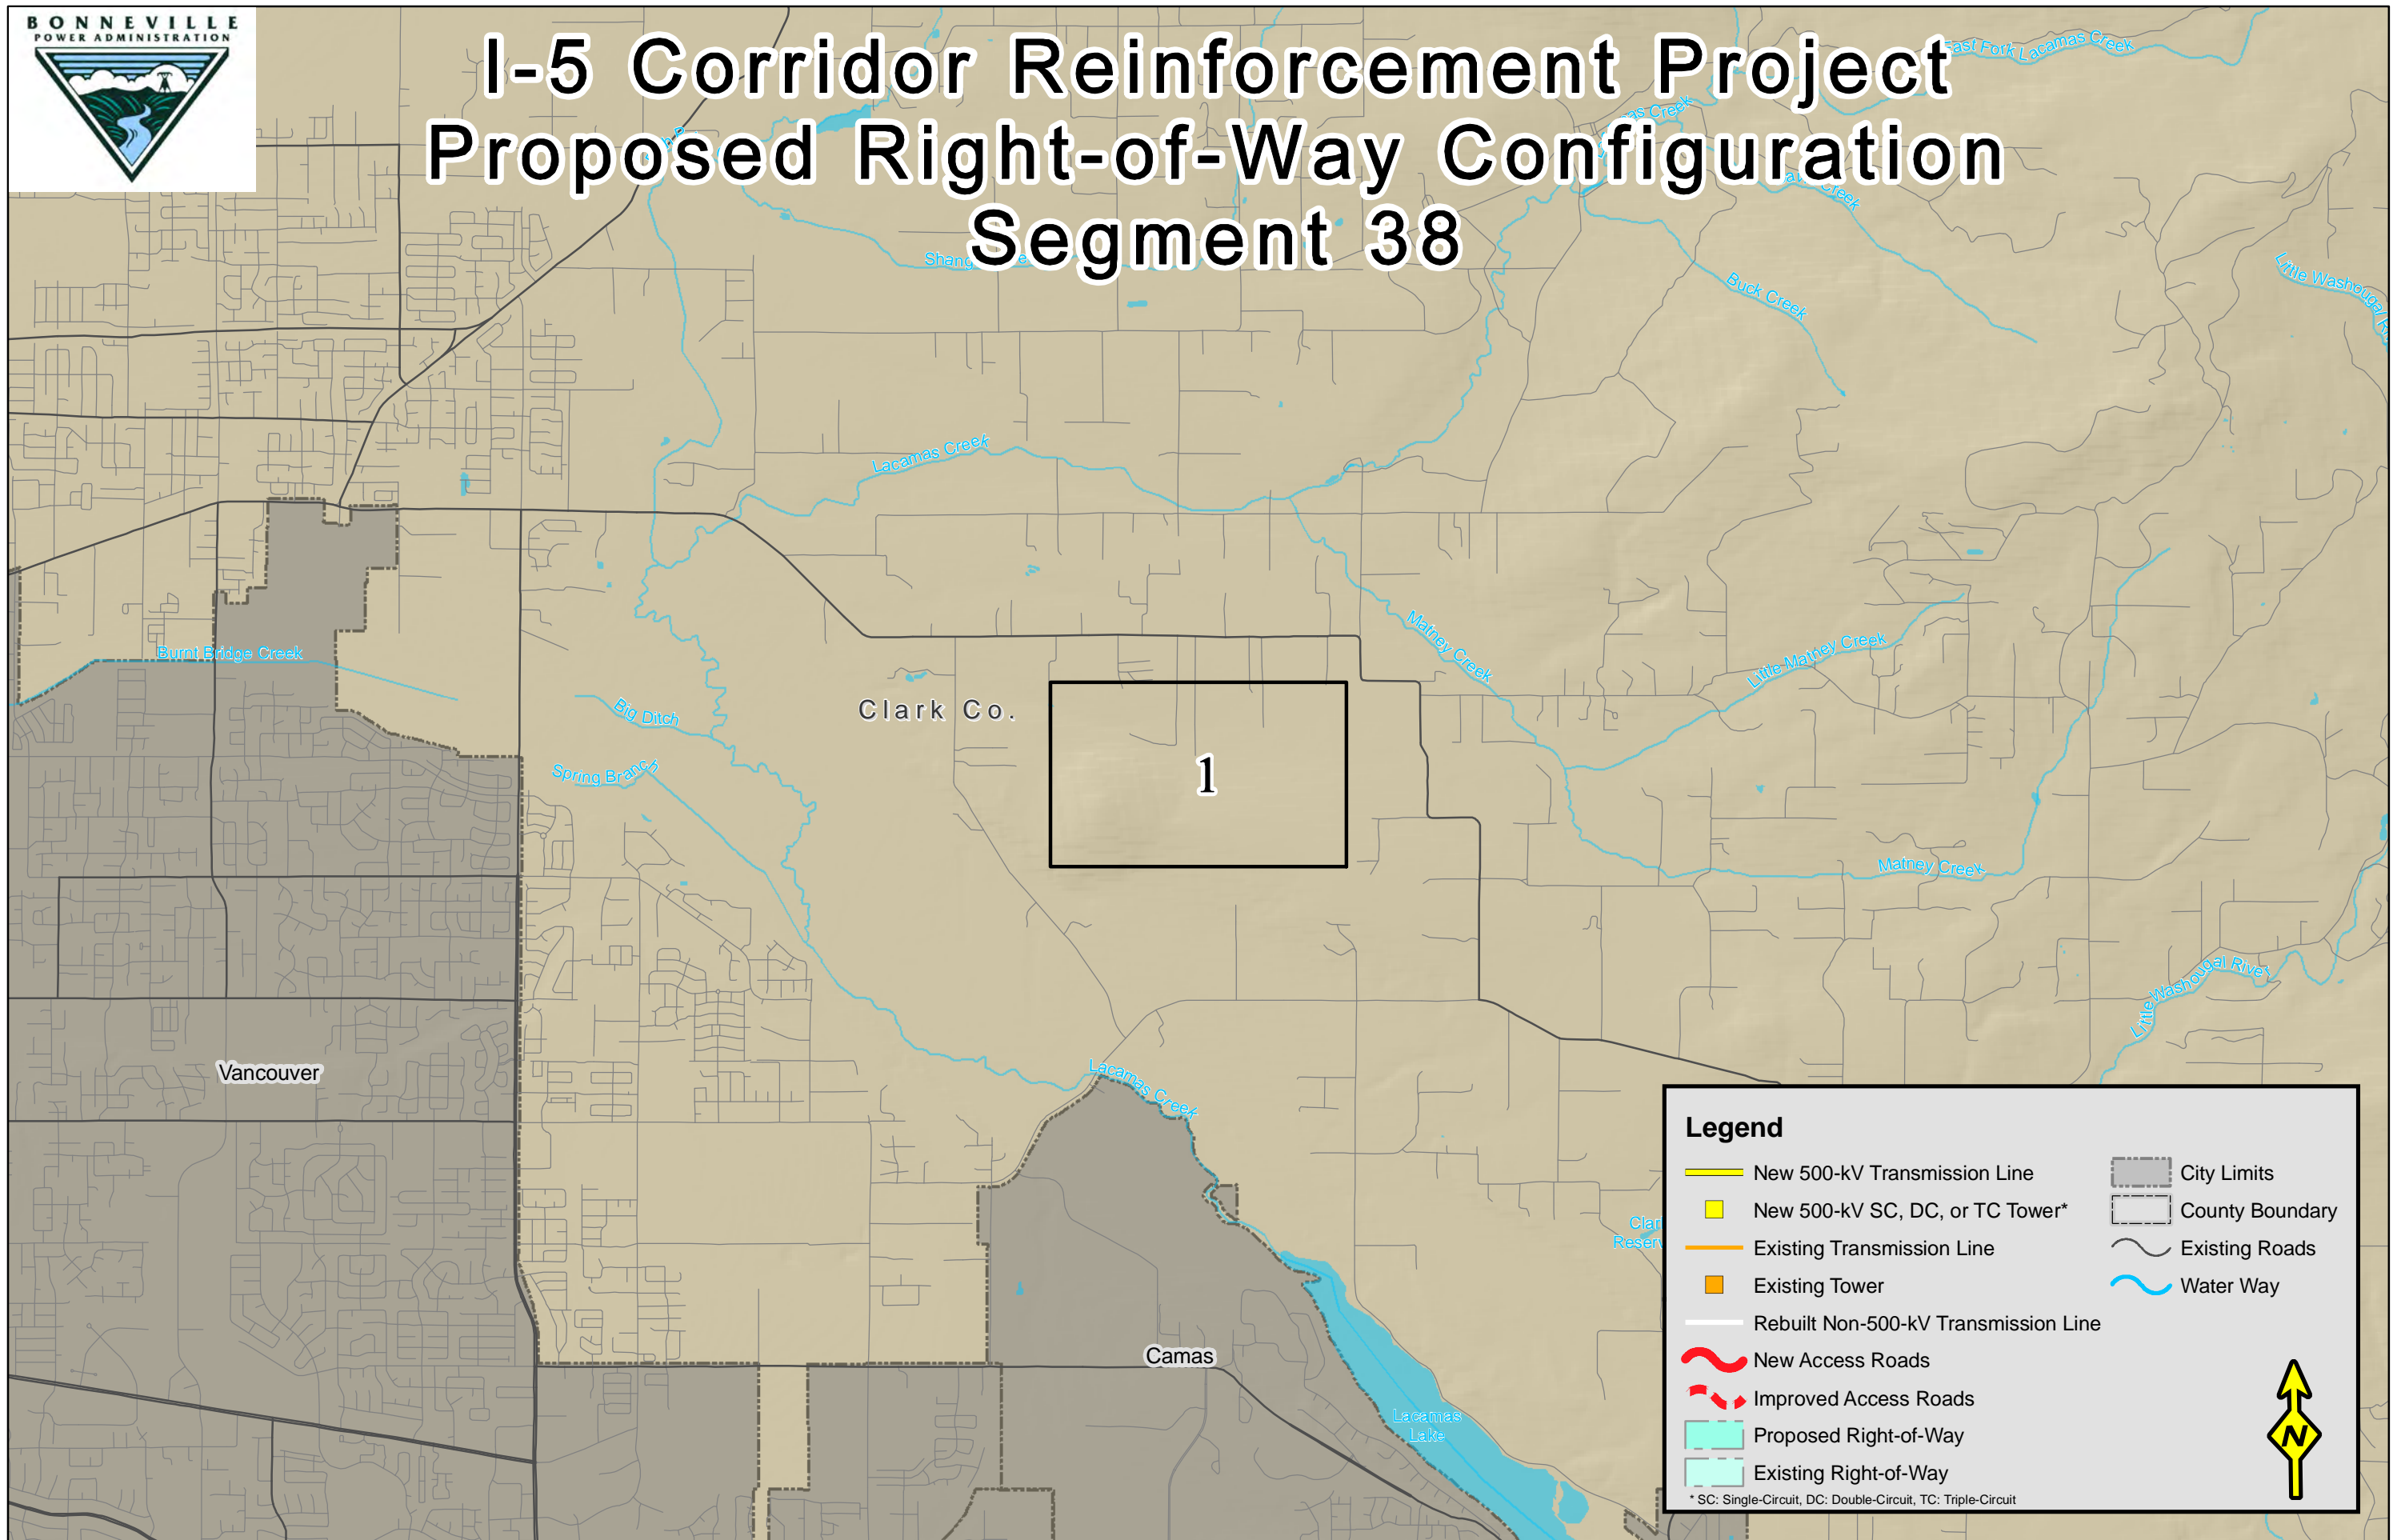 BONNEVILLE
POWER ADMINISTRATION
I-5 Corridor Reinforcement Project
Proposed Right-of-Way Configuration
Segment 38
East Fork Lacamas Creek
Creek
Creek
Little Washougal
Buck Creek
Lacamas Creek
Matney Creek
Little Matney Creek
Burnt Bridge Creek
Big Ditch
Clark Co.
Spring Branch
1
Matney Creek
Little Washougal River
Vancouver
Lacamas Creek
Camas
Lacamas
Lake
Legend
New 500-kV Transmission Line
New 500-kV SC, DC, or TC Tower*
Existing Transmission Line
Existing Tower
Rebuilt Non-500-kV Transmission Line
New Access Roads
Improved Access Roads
Proposed Right-of-Way
Existing Right-of-Way
City Limits
County Boundary
Existing Roads
Water Way
* SC: Single-Circuit, DC: Double-Circuit, TC: Triple-Circuit
N